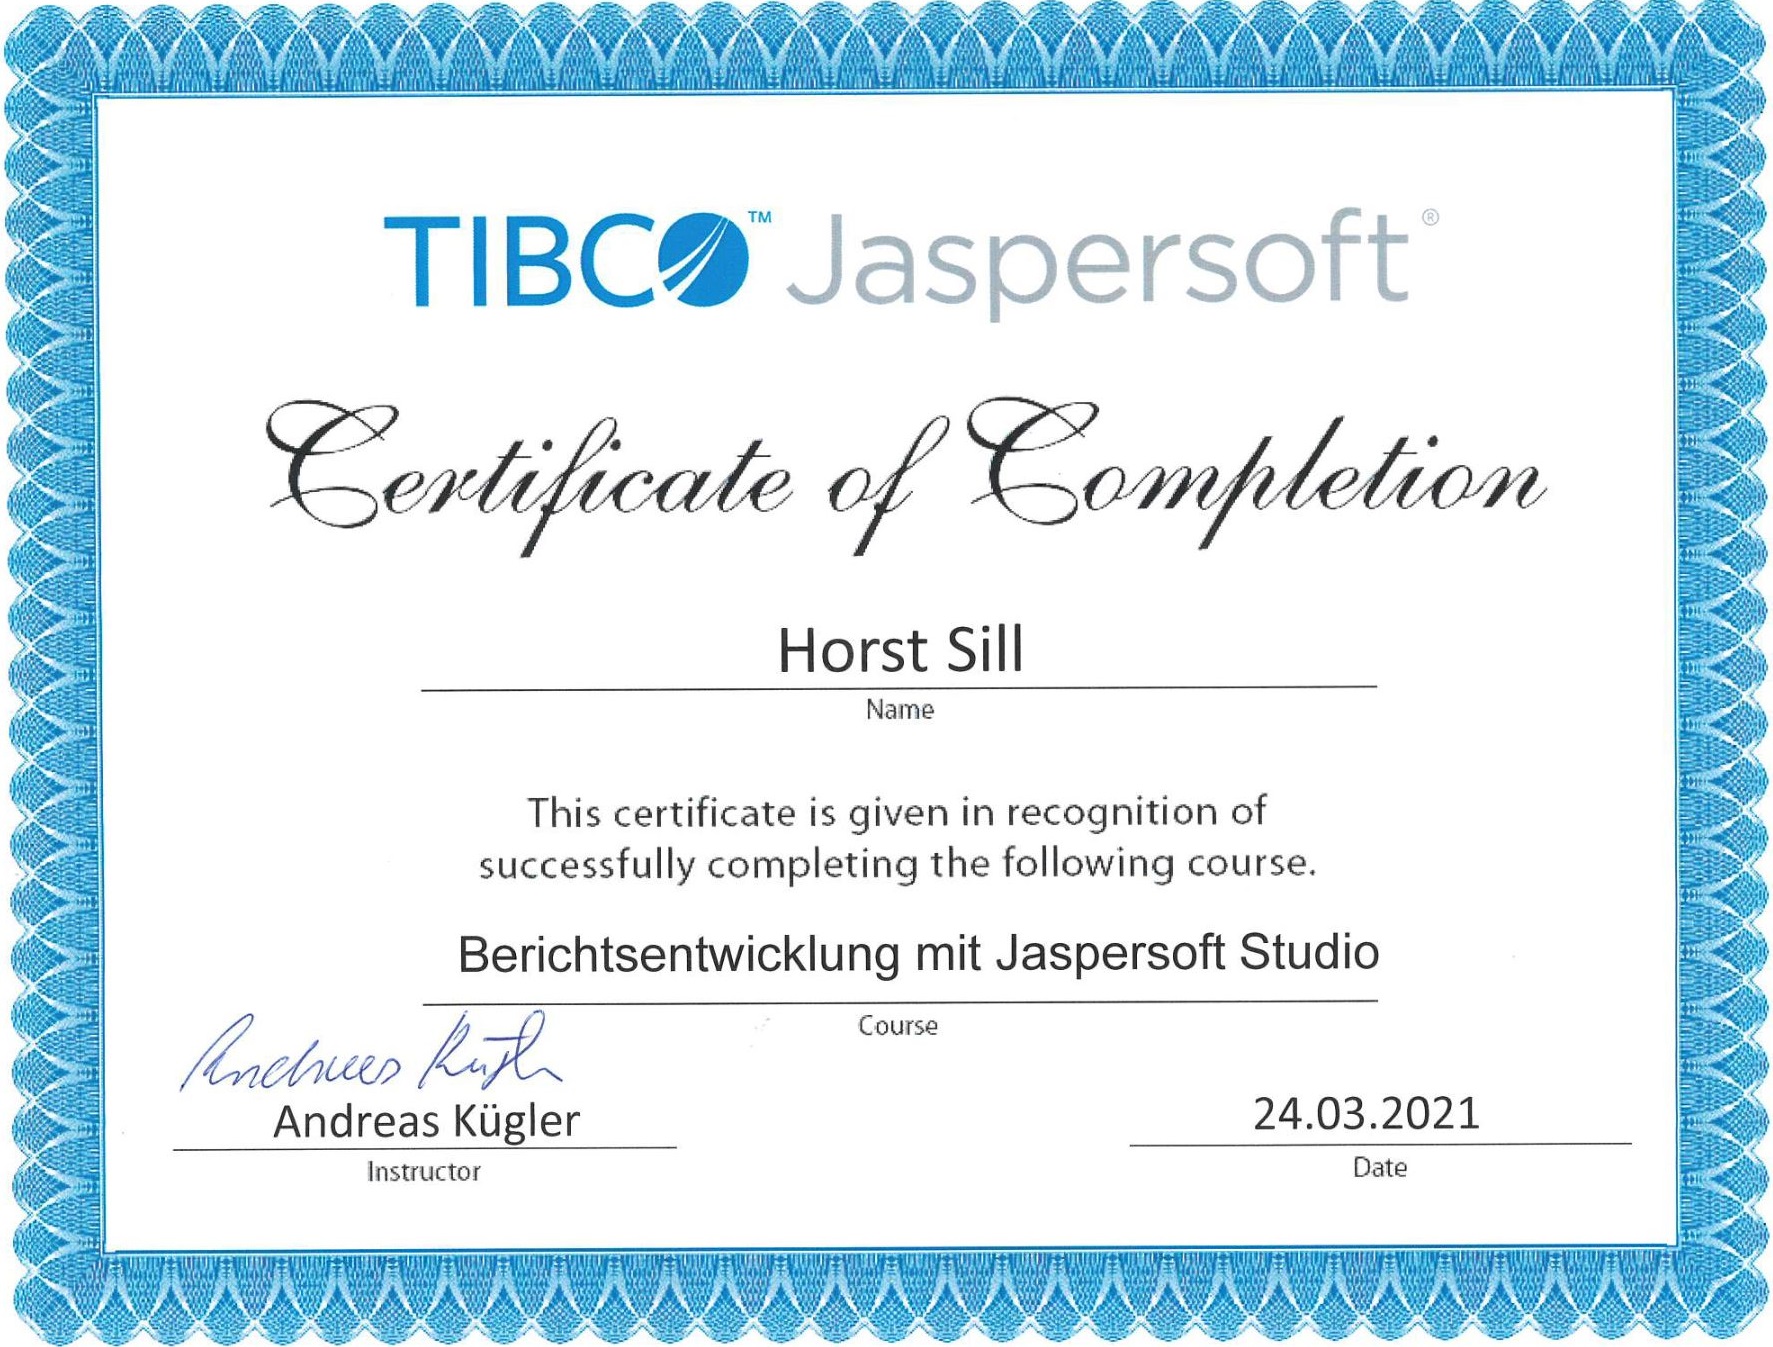 TIBCO™ Jaspersoft®
Certificate of Completion
Horst Sill
Name
This certificate is given in recognition of
successfully completing the following course.
Berichtsentwicklung mit Jaspersoft Studio
Course
Andreas Kügler
Andreas Kügler
Instructor
24.03.2021
Date